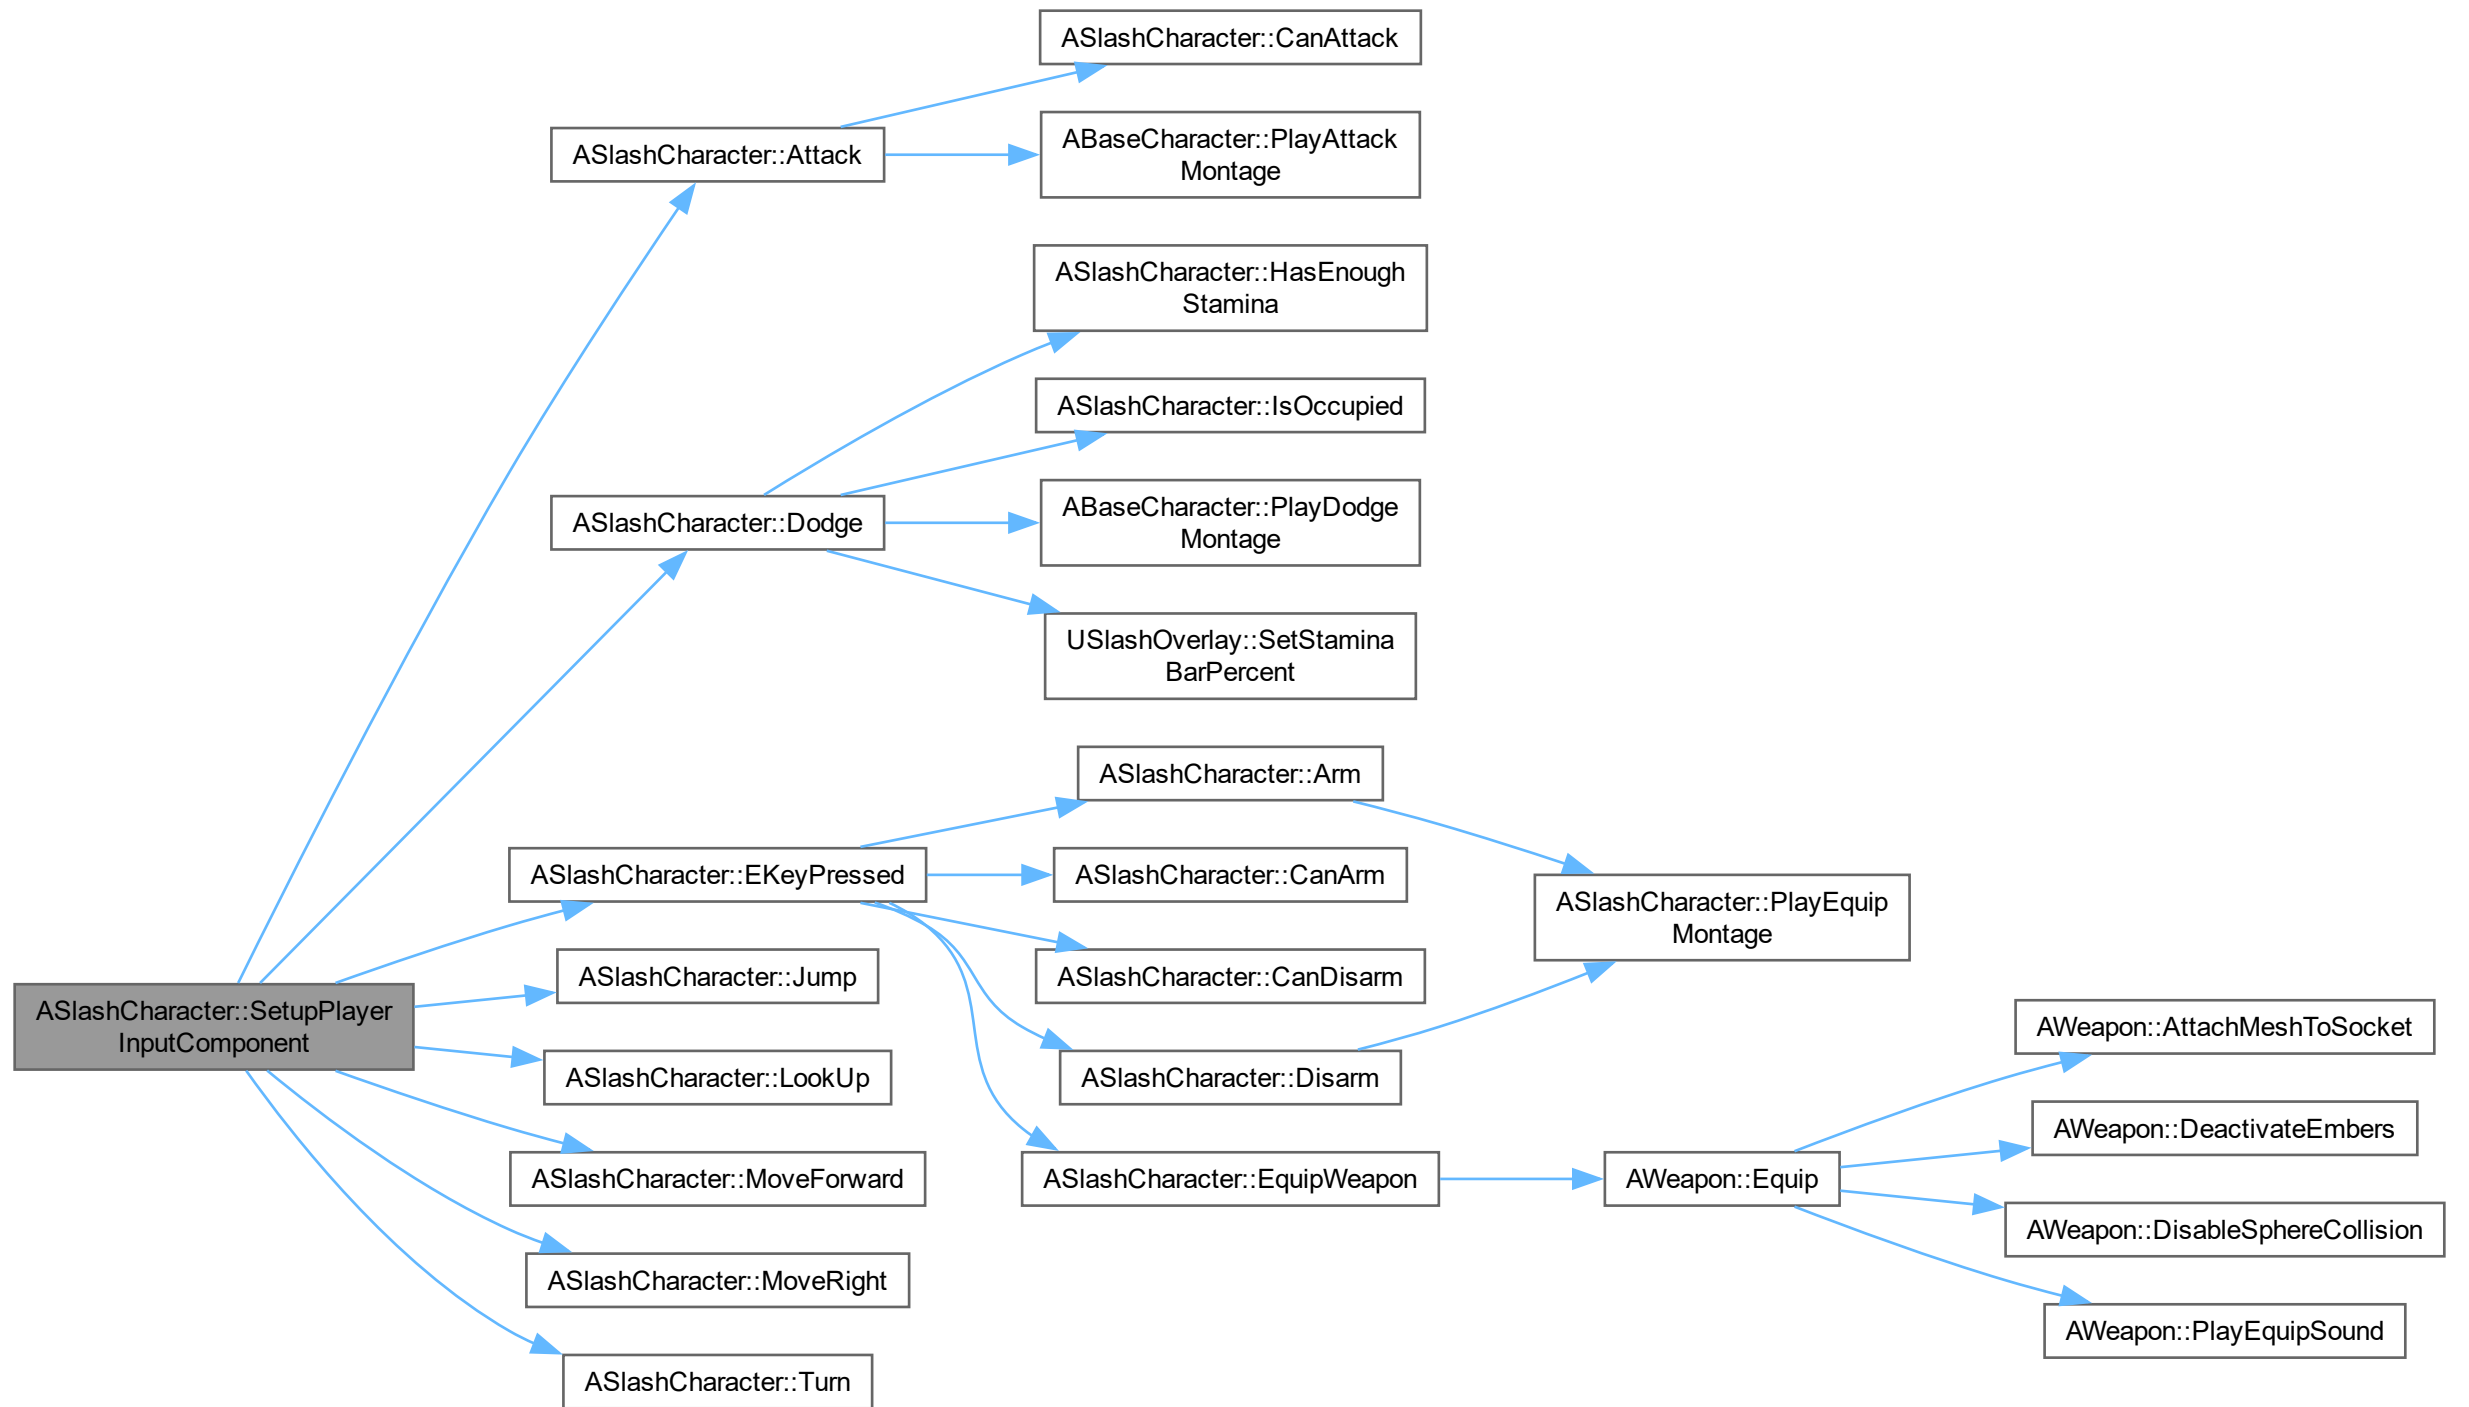 ASlashCharacter::CanAttack
ASlashCharacter::Attack
ABaseCharacter::PlayAttack
Montage
ASlashCharacter::HasEnough
Stamina
ASlashCharacter::IsOccupied
ASlashCharacter::Dodge
ABaseCharacter::PlayDodge
Montage
USlashOverlay::SetStamina
BarPercent
ASlashCharacter::Arm
ASlashCharacter::EKeyPressed
ASlashCharacter::CanArm
ASlashCharacter::PlayEquip
Montage
ASlashCharacter::Jump
ASlashCharacter::CanDisarm
ASlashCharacter::SetupPlayer
InputComponent
AWeapon::AttachMeshToSocket
ASlashCharacter::LookUp
ASlashCharacter::Disarm
AWeapon::DeactivateEmbers
ASlashCharacter::MoveForward
ASlashCharacter::EquipWeapon
AWeapon::Equip
AWeapon::DisableSphereCollision
ASlashCharacter::MoveRight
AWeapon::PlayEquipSound
ASlashCharacter::Turn